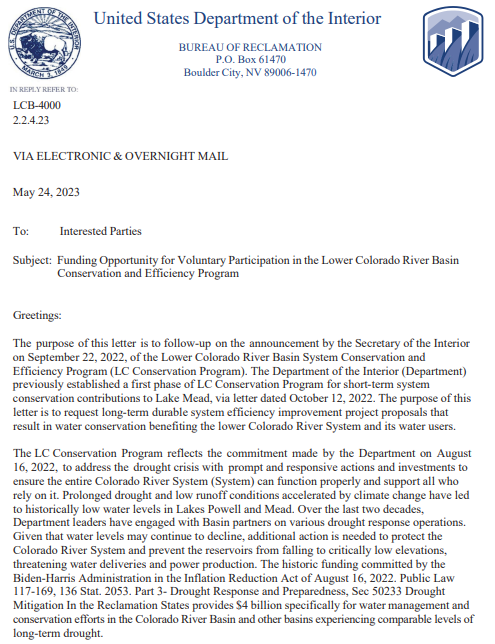 United States Department of the Interior
BUREAU OF RECLAMATION
P.O. Box 61470
Boulder City, NV 89006-1470
U.S. DEPARTMENT OF THE INTERIOR
MARCH 3, 1849
IN REPLY REFER TO:
LCB-4000
2.2.4.23
VIA ELECTRONIC & OVERNIGHT MAIL
May 24, 2023
To: Interested Parties
Subject: Funding Opportunity for Voluntary Participation in the Lower Colorado River Basin
Conservation and Efficiency Program
Greetings:
The purpose of this letter is to follow-up on the announcement by the Secretary of the Interior
on September 22, 2022, of the Lower Colorado River Basin System Conservation and
Efficiency Program (LC Conservation Program). The Department of the Interior (Department)
previously established a first phase of LC Conservation Program for short-term system
conservation contributions to Lake Mead, via letter dated October 12, 2022. The purpose of this
letter is to request long-term durable system efficiency improvement project proposals that
result in water conservation benefiting the lower Colorado River System and its water users.
The LC Conservation Program reflects the commitment made by the Department on August
16, 2022, to address the drought crisis with prompt and responsive actions and investments to
ensure the entire Colorado River System (System) can function properly and support all who
rely on it. Prolonged drought and low runoff conditions accelerated by climate change have led
to historically low water levels in Lakes Powell and Mead. Over the last two decades,
Department leaders have engaged with Basin partners on various drought response operations.
Given that water levels may continue to decline, additional action is needed to protect the
Colorado River System and prevent the reservoirs from falling to critically low elevations,
threatening water deliveries and power production. The historic funding committed by the
Biden-Harris Administration in the Inflation Reduction Act of August 16, 2022. Public Law
117-169, 136 Stat. 2053. Part 3- Drought Response and Preparedness, Sec 50233 Drought
Mitigation In the Reclamation States provides $4 billion specifically for water management and
conservation efforts in the Colorado River Basin and other basins experiencing comparable levels of
long-term drought.